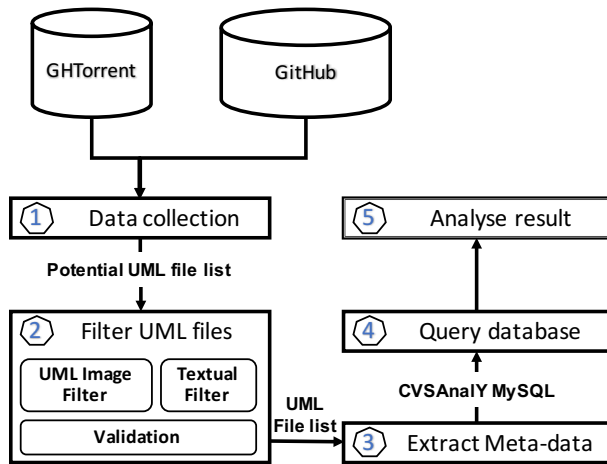 GHTorrent
GitHub
1 Data collection
Potential UML file list
2 Filter UML files
UML Image
Filter
Textual
Filter
Validation
UML
File list
3 Extract Meta-data
CVSAnalY MySQL
4 Query database
5 Analyse result